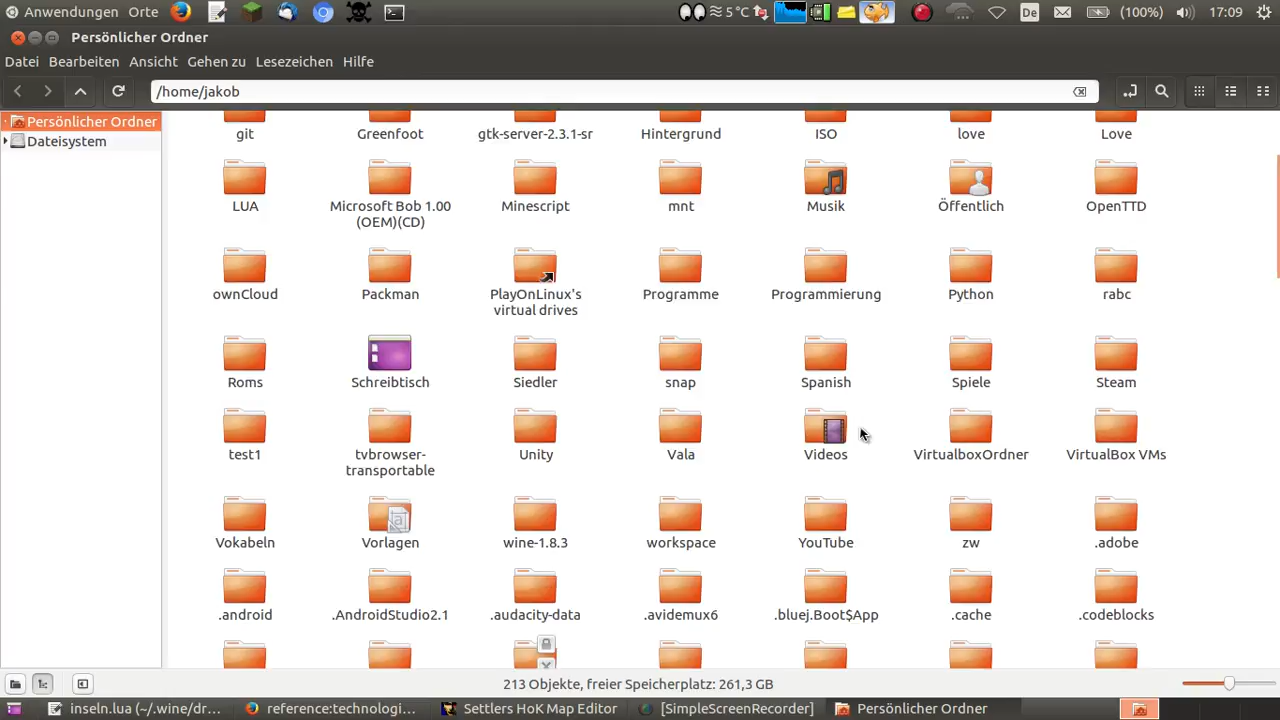 Anwendungen Orte 5 °C De (100%) 17:09
Persönlicher Ordner
Datei Bearbeiten Ansicht Gehen zu Lesezeichen Hilfe
/home/jakob
Persönlicher Ordner
Dateisystem
git Greenfoot gtk-server-2.3.1-sr Hintergrund ISO love Love
LUA Microsoft Bob 1.00 Minescript mnt Musik Öffentlich OpenTTD
(OEM)(CD)
ownCloud Packman PlayOnLinux's Programme Programmierung Python rabc
virtual drives
Roms Schreibtisch Siedler snap Spanish Spiele Steam
test1 tvbrowser- Unity Vala Videos VirtualboxOrdner VirtualBox VMs
transportable
Vokabeln Vorlagen wine-1.8.3 workspace YouTube zw .adobe
.android .AndroidStudio2.1 .audacity-data .avidemux6 .bluej.Boot$App .cache .codeblocks
213 Objekte, freier Speicherplatz: 261,3 GB
inseln.lua (~/.wine/dr... reference:technologi... Settlers HoK Map Editor [SimpleScreenRecorder] Persönlicher Ordner